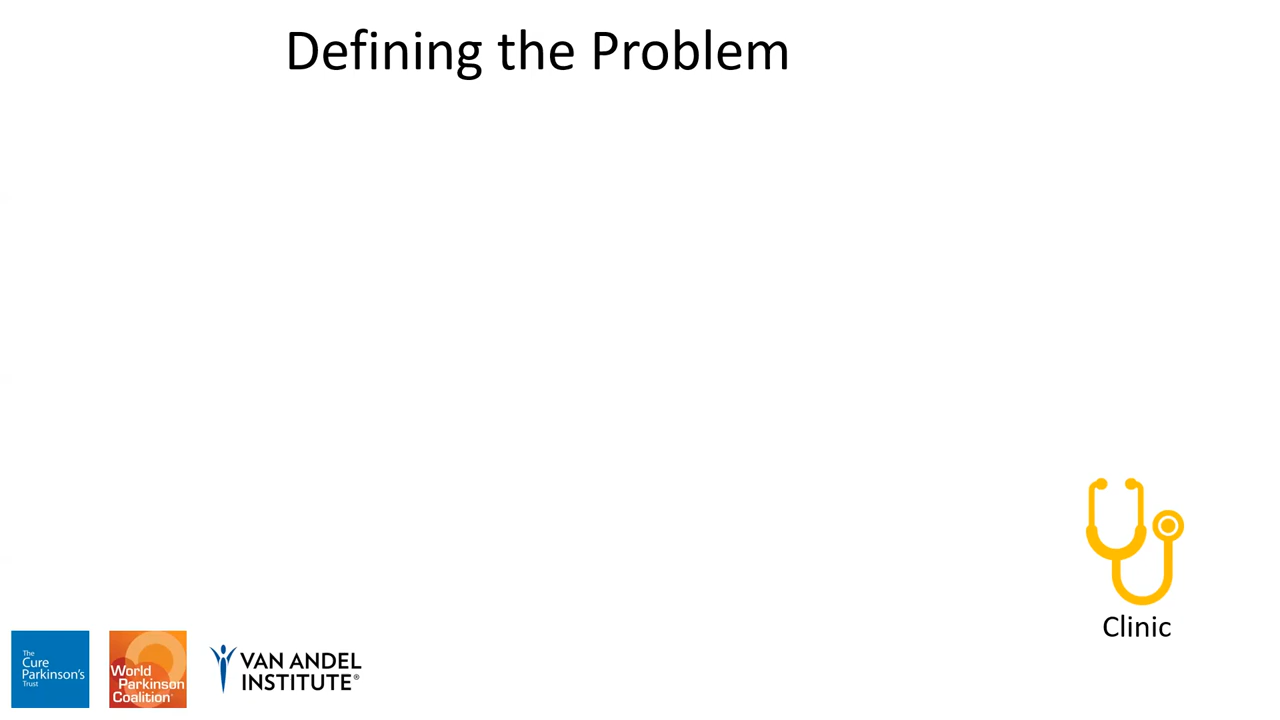 Defining the Problem
Clinic
The
Cure
Parkinson's
Trust
World
Parkinson
Coalition®
VAN ANDEL
INSTITUTE®